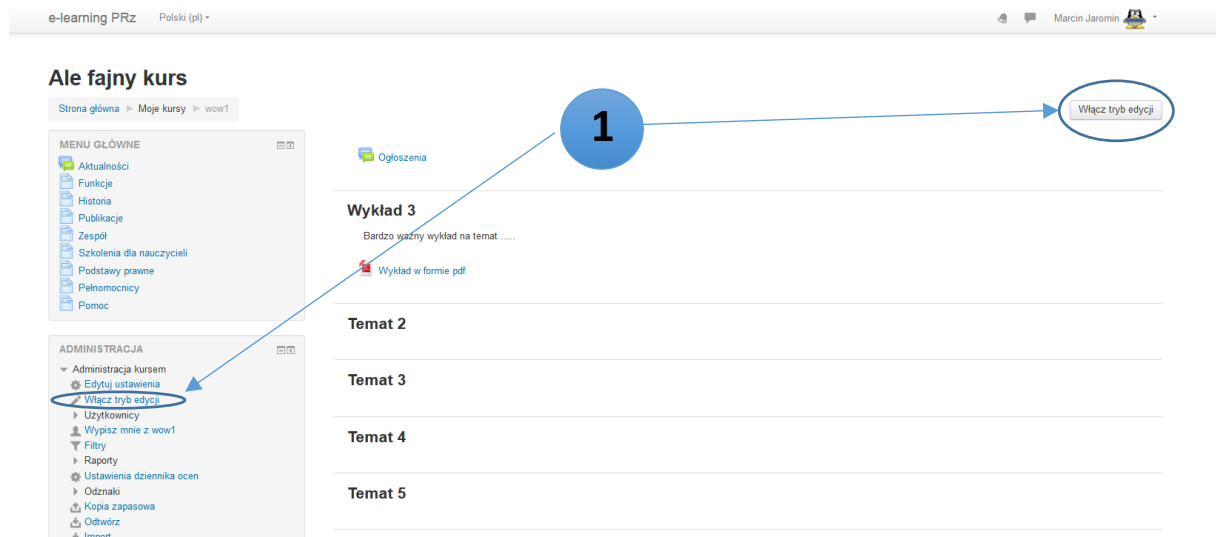 e-learning PRz Polski (pl)
Marcin Jaromin
Ale fajny kurs
Strona główna Moje kursy wow1
Włącz tryb edycji
1
MENU GŁÓWNE
Aktualności
Funkcje
Historia
Publikacje
Zespół
Szkolenia dla nauczycieli
Podstawy prawne
Pełnomocnicy
Pomoc
ADMINISTRACJA
Administracja kursem
Edytuj ustawienia
Włącz tryb edycji
Użytkownicy
Wypisz mnie z wow1
Filtry
Raporty
Ustawienia dziennika ocen
Odznaki
Kopia zapasowa
Odtwórz
Import
Ogłoszenia
Wykład 3
Bardzo ważny wykład na temat .....
Wykład w formie pdf
Temat 2
Temat 3
Temat 4
Temat 5